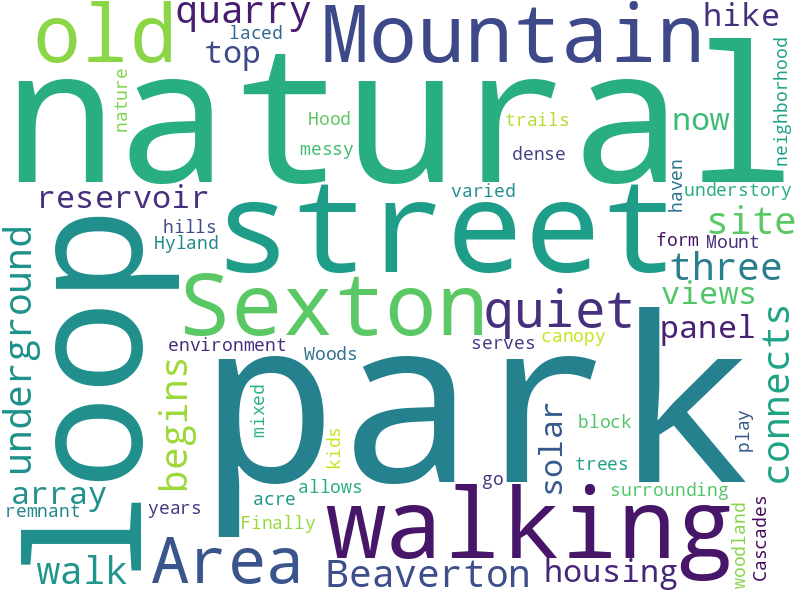 old
quarry
laced
top
Mountain
hike
natural
nature
Hood
messy
trails
dense
now
neighborhood
reservoir
hills
Hyland
street
varied
haven
understory
site
form
Mount
three
loop
underground
Sexton
quiet
views
panel
environment
Woods
serves
canopy
connects
begins
mixed
park
kids
solar
block
play
trees
array
remnant
years
acre
allows
Finally
go
surrounding
walking
woodland
Cascades
walk
Area
Beaverton
housing